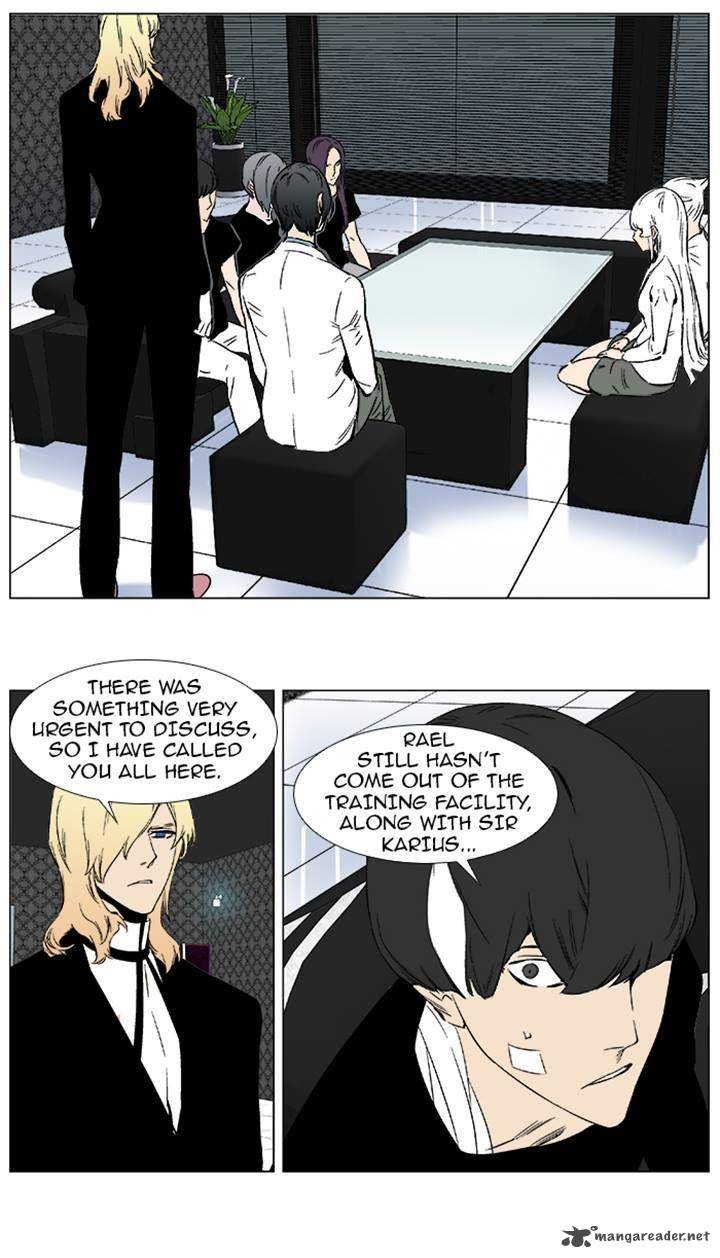 THERE WAS
SOMETHING VERY
URGENT TO DISCUSS,
SO I HAVE CALLED
YOU ALL HERE.
RAEL
STILL HASN'T
COME OUT OF THE
TRAINING FACILITY,
ALONG WITH SIR
KARIUS...
mangareader.net